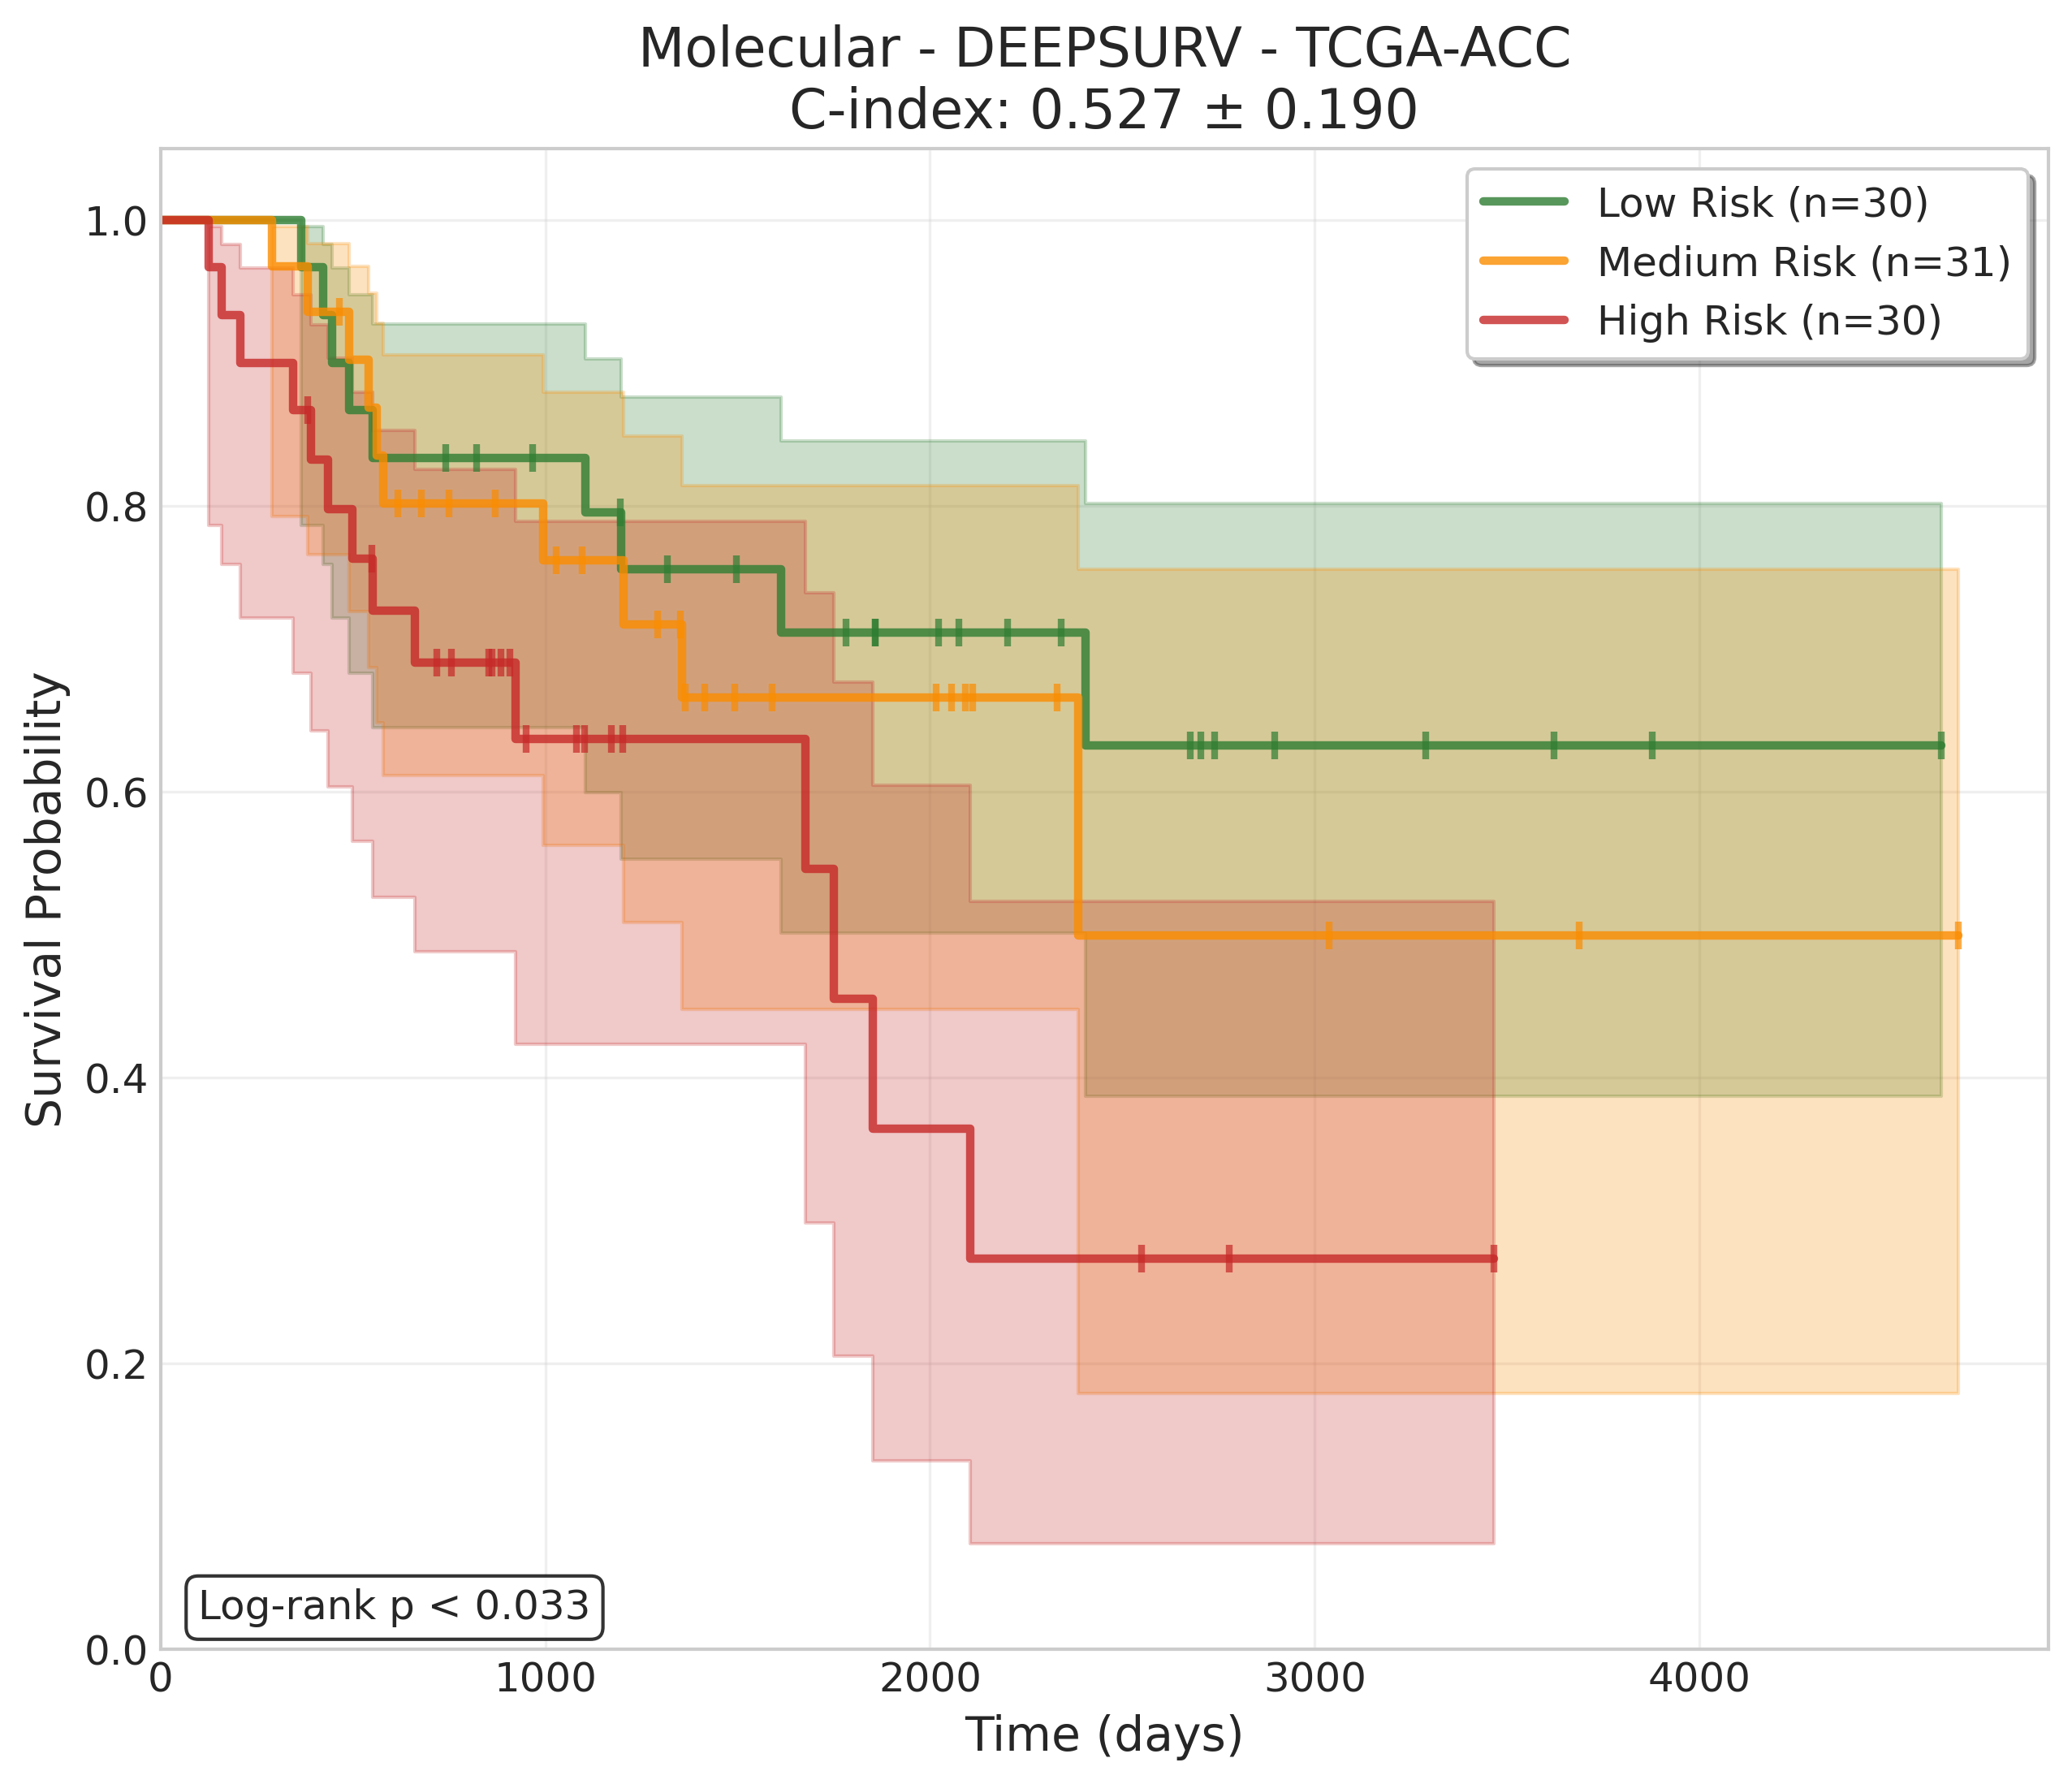 Molecular - DEEPSURV - TCGA-ACC
C-index: 0.527 ± 0.190
Low Risk (n=30)
Medium Risk (n=31)
High Risk (n=30)
Survival Probability
1.0
0.8
0.6
0.4
0.2
0.0
Log-rank p < 0.033
0 1000 2000 3000 4000
Time (days)